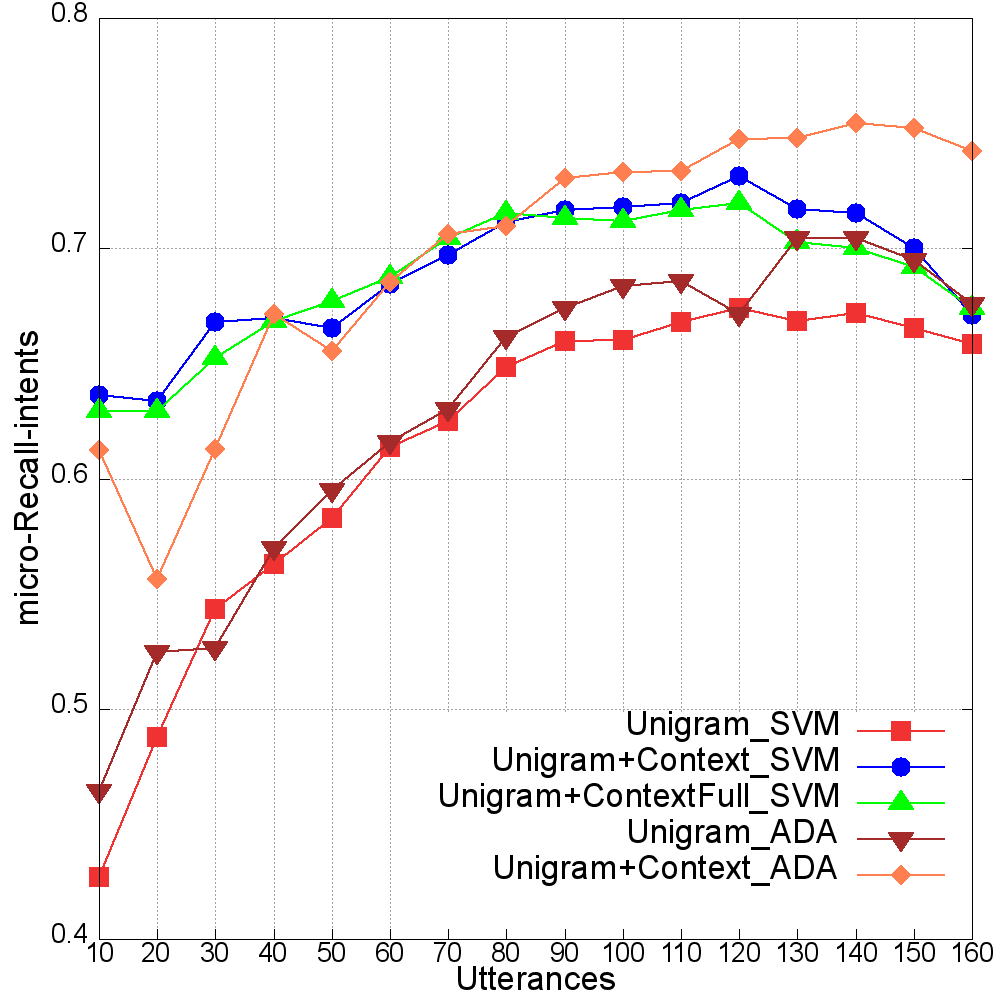 0.8
0.7
0.6
0.5
0.4
micro-Recall-intents
Unigram_SVM
Unigram+Context_SVM
Unigram+ContextFull_SVM
Unigram_ADA
Unigram+Context_ADA
10 20 30 40 50 60 70 80 90 100 110 120 130 140 150 160
Utterances